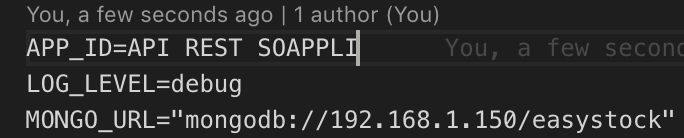 You, a few seconds ago | 1 author (You)
APP_ID=API REST SOAPPLI You, a few secon
LOG_LEVEL=debug
MONGO_URL="mongodb://192.168.1.150/easystock"